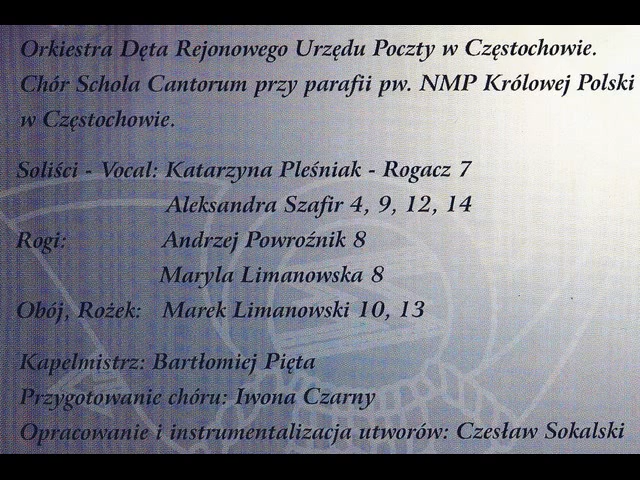 Orkiestra Dęta Rejonowego Urzędu Poczty w Częstochowie.
Chór Schola Cantorum przy parafii pw. NMP Królowej Polski
w Częstochowie.
Soliści - Vocal: Katarzyna Pleśniak - Rogacz 7
Aleksandra Szafir 4, 9, 12, 14
Rogi: Andrzej Powroźnik 8
Maryla Limanowska 8
Obój, Rożek: Marek Limanowski 10, 13
Kapelmistrz: Bartłomiej Pięta
Przygotowanie chóru: Iwona Czarny
Opracowanie i instrumentalizacja utworów: Czesław Sokalski